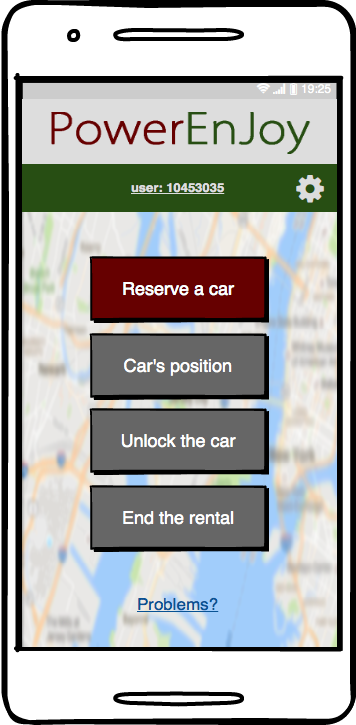 19:25
PowerEnJoy
user: 10453035
Reserve a car
Car's position
Unlock the car
End the rental
Problems?